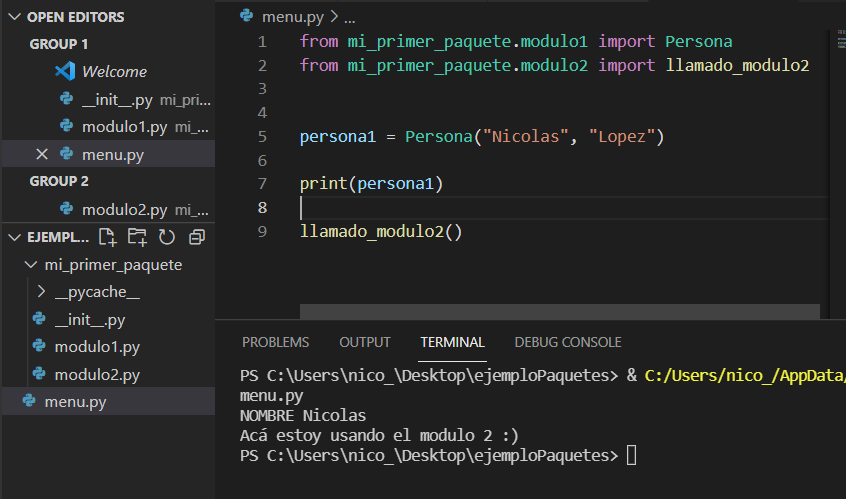 OPEN EDITORS
GROUP 1
Welcome
__init__.py mi_pri...
modulo1.py mi_...
menu.py
GROUP 2
modulo2.py mi_...
EJEMPL...
mi_primer_paquete
__pycache__
__init__.py
modulo1.py
modulo2.py
menu.py
menu.py > ...
1 from mi_primer_paquete.modulo1 import Persona
2 from mi_primer_paquete.modulo2 import llamado_modulo2
3
4
5 persona1 = Persona("Nicolas", "Lopez")
6
7 print(persona1)
8
9 llamado_modulo2()
PROBLEMS OUTPUT TERMINAL DEBUG CONSOLE
PS C:\Users\nico_\Desktop\ejemploPaquetes> & C:/Users/nico_/AppData/
menu.py
NOMBRE Nicolas
Acá estoy usando el modulo 2 :)
PS C:\Users\nico_\Desktop\ejemploPaquetes>